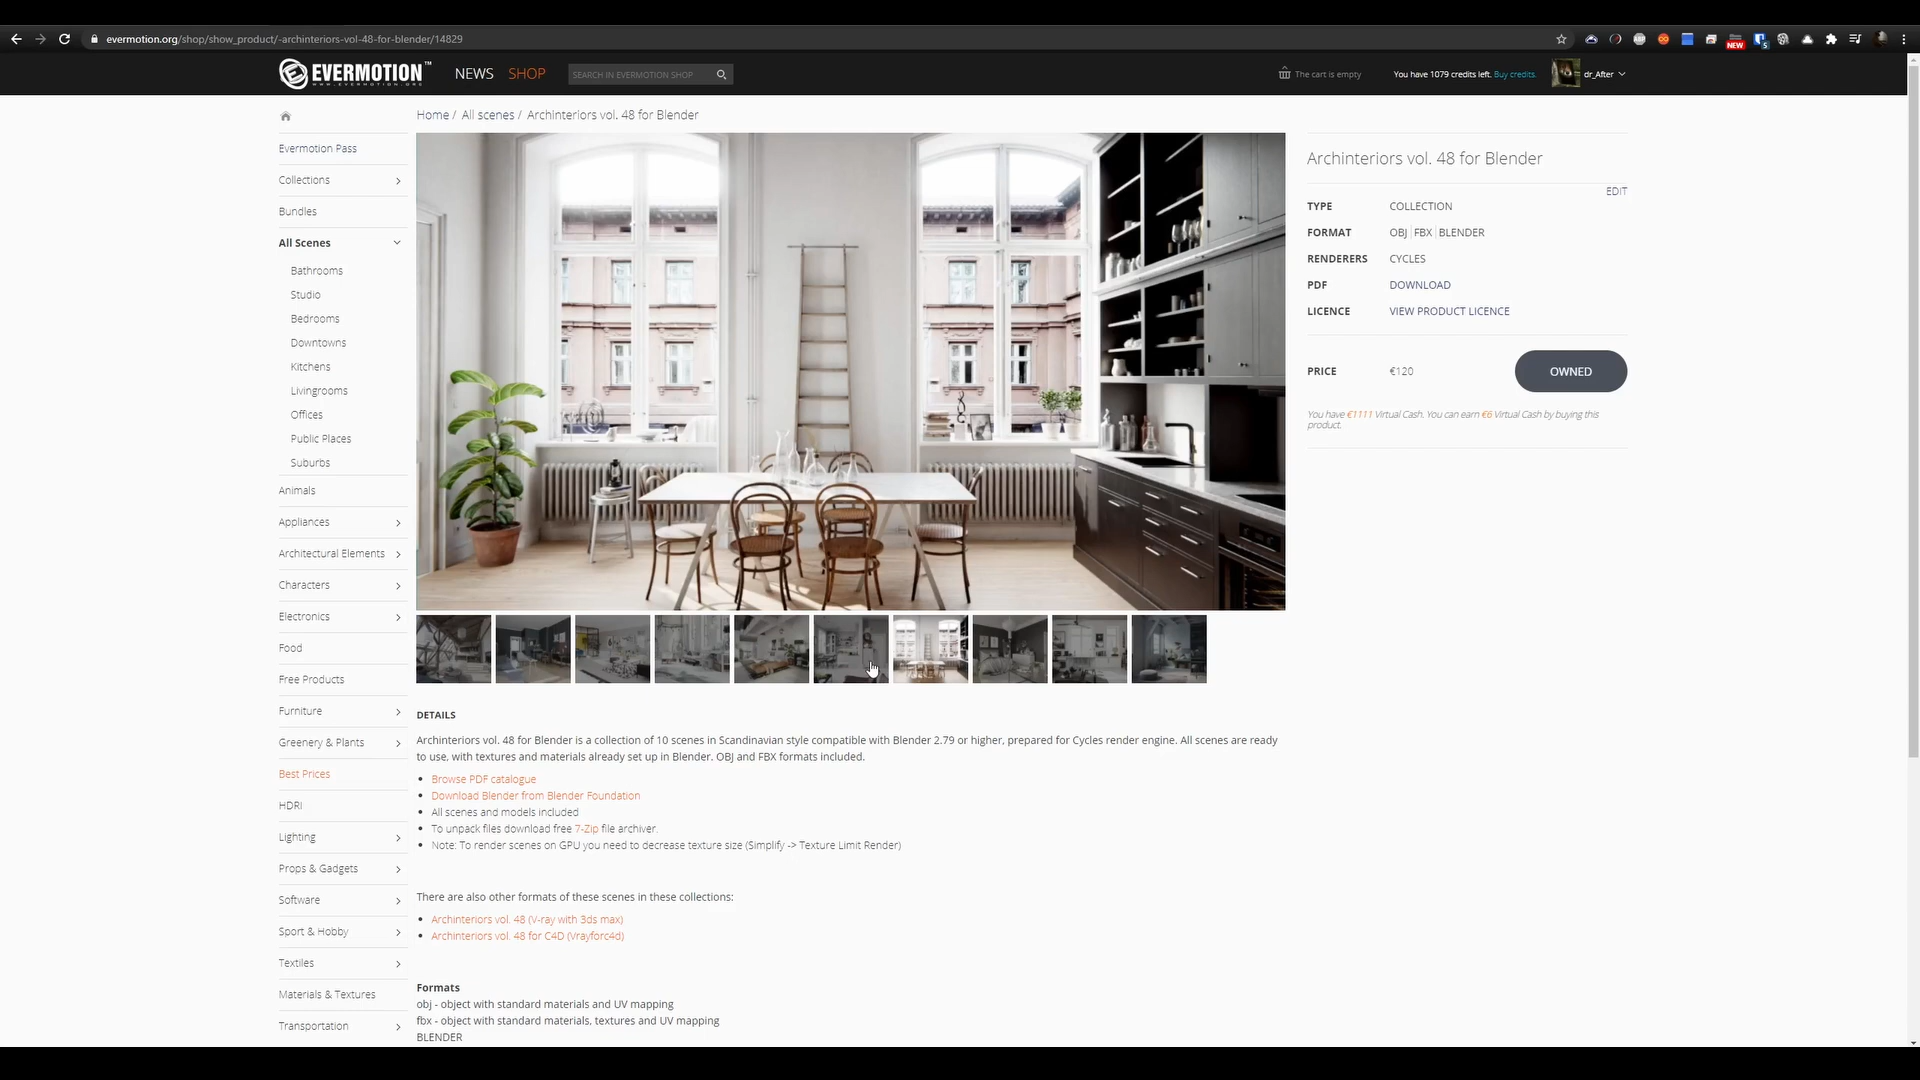 evermotion.org/shop/show_product/-archinteriors-vol-48-for-blender/14829
NEW
5
EVERMOTION™
WWW.EVERMOTION.ORG
NEWS
SHOP
SEARCH IN EVERMOTION SHOP
The cart is empty
You have 1079 credits left. Buy credits.
dr_After
Home / All scenes / Archinteriors vol. 48 for Blender
Evermotion Pass
Collections
Bundles
All Scenes
Bathrooms
Studio
Bedrooms
Downtowns
Kitchens
Livingrooms
Offices
Public Places
Suburbs
Animals
Appliances
Architectural Elements
Characters
Electronics
Food
Free Products
Furniture
Greenery & Plants
Best Prices
HDRI
Lighting
Props & Gadgets
Software
Sport & Hobby
Textiles
Materials & Textures
Transportation
Archinteriors vol. 48 for Blender
EDIT
TYPE COLLECTION
FORMAT OBJ | FBX | BLENDER
RENDERERS CYCLES
PDF DOWNLOAD
LICENCE VIEW PRODUCT LICENCE
PRICE €120 OWNED
You have €1111 Virtual Cash. You can earn €6 Virtual Cash by buying this
product.
DETAILS
Archinteriors vol. 48 for Blender is a collection of 10 scenes in Scandinavian style compatible with Blender 2.79 or higher, prepared for Cycles render engine. All scenes are ready
to use, with textures and materials already set up in Blender. OBJ and FBX formats included.
• Browse PDF catalogue
• Download Blender from Blender Foundation
• All scenes and models included
• To unpack files download free 7-Zip file archiver.
• Note: To render scenes on GPU you need to decrease texture size (Simplify -> Texture Limit Render)
There are also other formats of these scenes in these collections:
• Archinteriors vol. 48 (V-ray with 3ds max)
• Archinteriors vol. 48 for C4D (Vrayforc4d)
Formats
obj - object with standard materials and UV mapping
fbx - object with standard materials, textures and UV mapping
BLENDER